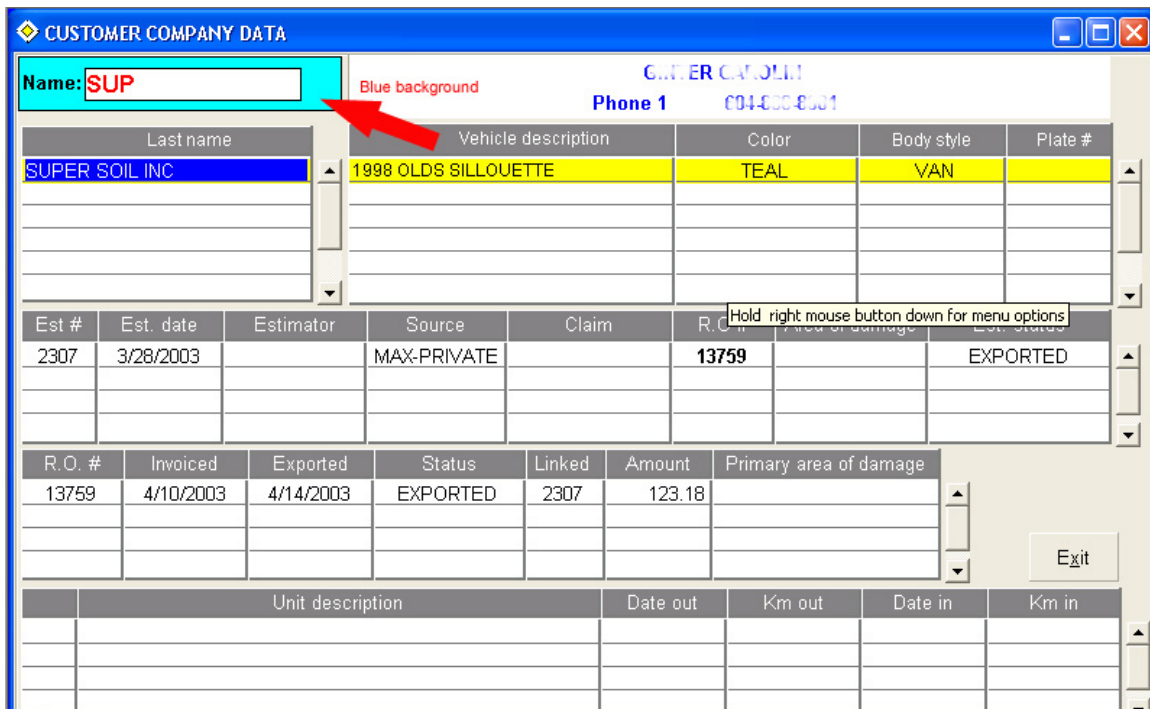 CUSTOMER COMPANY DATA
Name: SUP
Blue background
Phone 1
Last name
Vehicle description Color Body style Plate #
SUPER SOIL INC
1998 OLDS SILLOUETTE TEAL VAN
Hold right mouse button down for menu options
Est # Est. date Estimator Source Claim
2307 3/28/2003 MAX-PRIVATE 13759 EXPORTED
R.O. # Invoiced Exported Status Linked Amount Primary area of damage
13759 4/10/2003 4/14/2003 EXPORTED 2307 123.18
Exit
Unit description Date out Km out Date in Km in